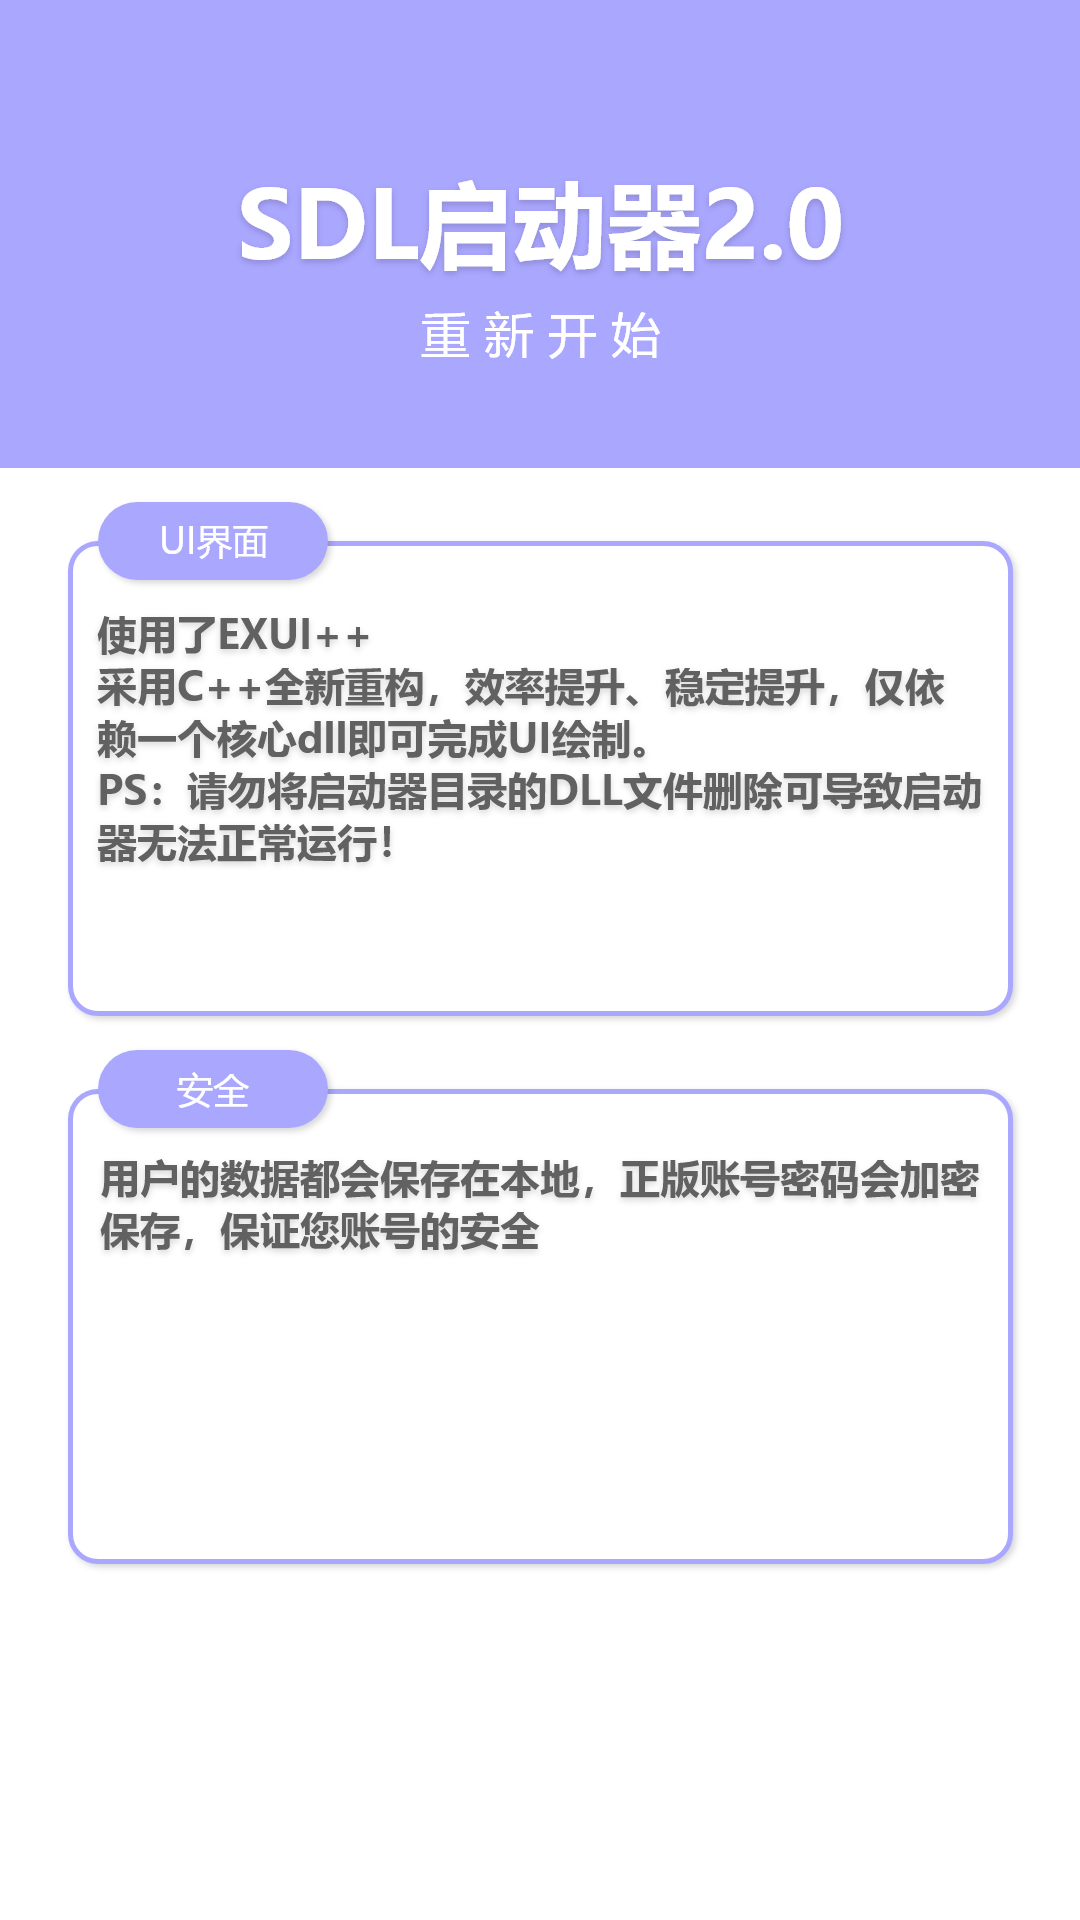 SDL启动器2.0
重新开始
UI界面
使用了EXUI++
采用C++全新重构，效率提升、稳定提升，仅依
赖一个核心dll即可完成UI绘制。
PS：请勿将启动器目录的DLL文件删除可导致启动
器无法正常运行！
安全
用户的数据都会保存在本地，正版账号密码会加密
保存，保证您账号的安全